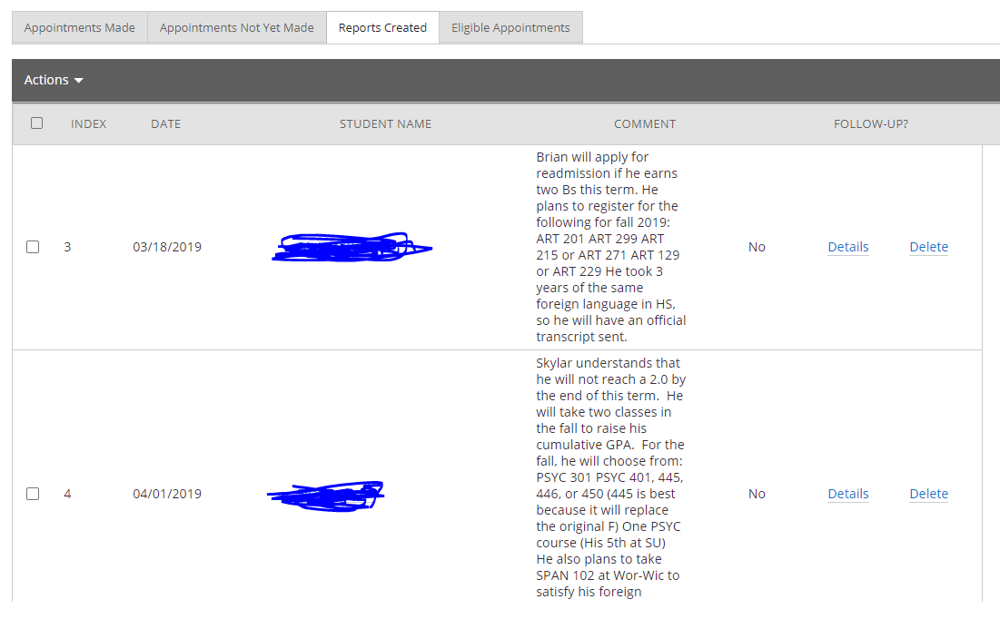 Appointments Made Appointments Not Yet Made Reports Created Eligible Appointments
Actions
INDEX DATE STUDENT NAME COMMENT FOLLOW-UP?
Brian will apply for
readmission if he earns
two Bs this term. He
plans to register for the
following for fall 2019:
ART 201 ART 299 ART
215 or ART 271 ART 129
or ART 229 He took 3
years of the same
foreign language in HS,
so he will have an official
transcript sent.
3 03/18/2019 No Details Delete
Skylar understands that
he will not reach a 2.0 by
the end of this term. He
will take two classes in
the fall to raise his
cumulative GPA. For the
fall, he will choose from:
PSYC 301 PSYC 401, 445,
446, or 450 (445 is best
because it will replace
the original F) One PSYC
course (His 5th at SU)
He also plans to take
SPAN 102 at Wor-Wic to
satisfy his foreign
4 04/01/2019 No Details Delete